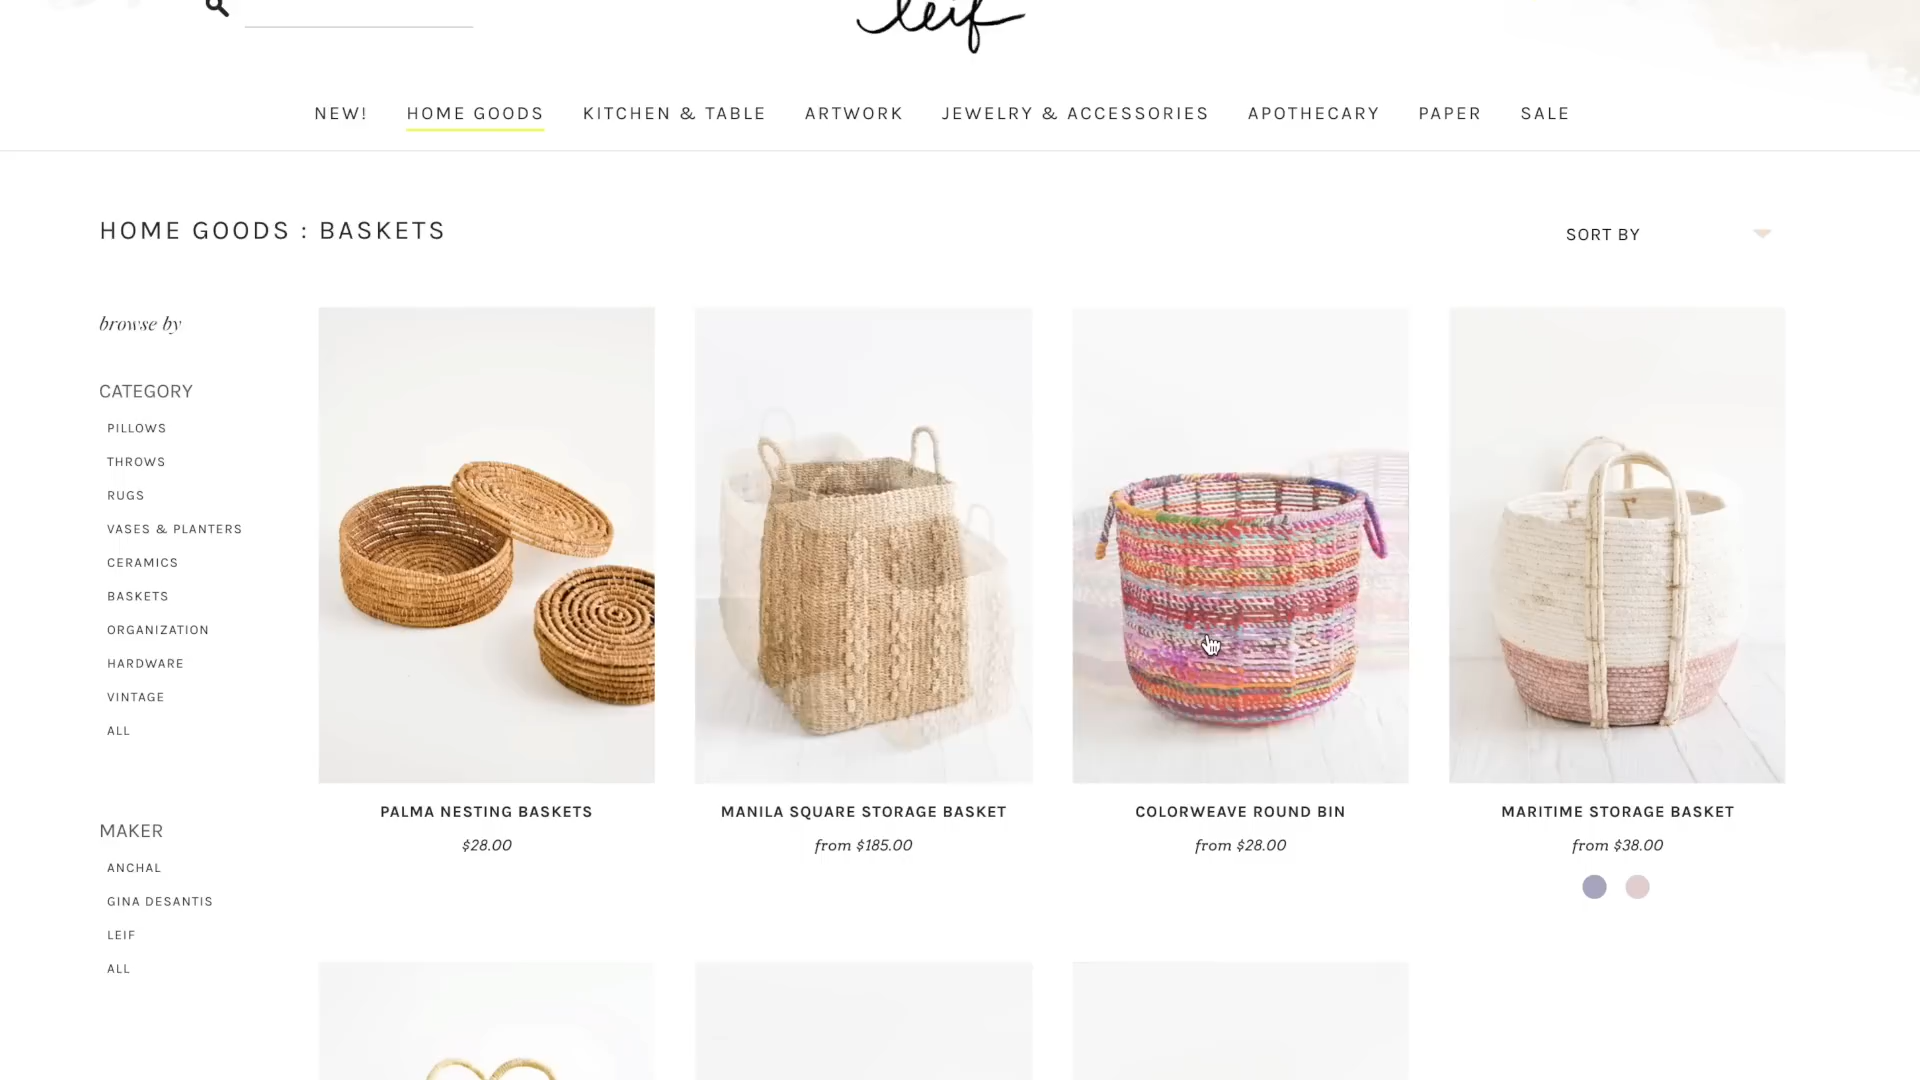 leif
NEW! HOME GOODS KITCHEN & TABLE ARTWORK JEWELRY & ACCESSORIES APOTHECARY PAPER SALE
HOME GOODS : BASKETS
SORT BY
browse by
CATEGORY
PILLOWS
THROWS
RUGS
VASES & PLANTERS
CERAMICS
BASKETS
ORGANIZATION
HARDWARE
VINTAGE
ALL
MAKER
ANCHAL
GINA DESANTIS
LEIF
ALL
PALMA NESTING BASKETS
$28.00
MANILA SQUARE STORAGE BASKET
from $185.00
COLORWEAVE ROUND BIN
from $28.00
MARITIME STORAGE BASKET
from $38.00